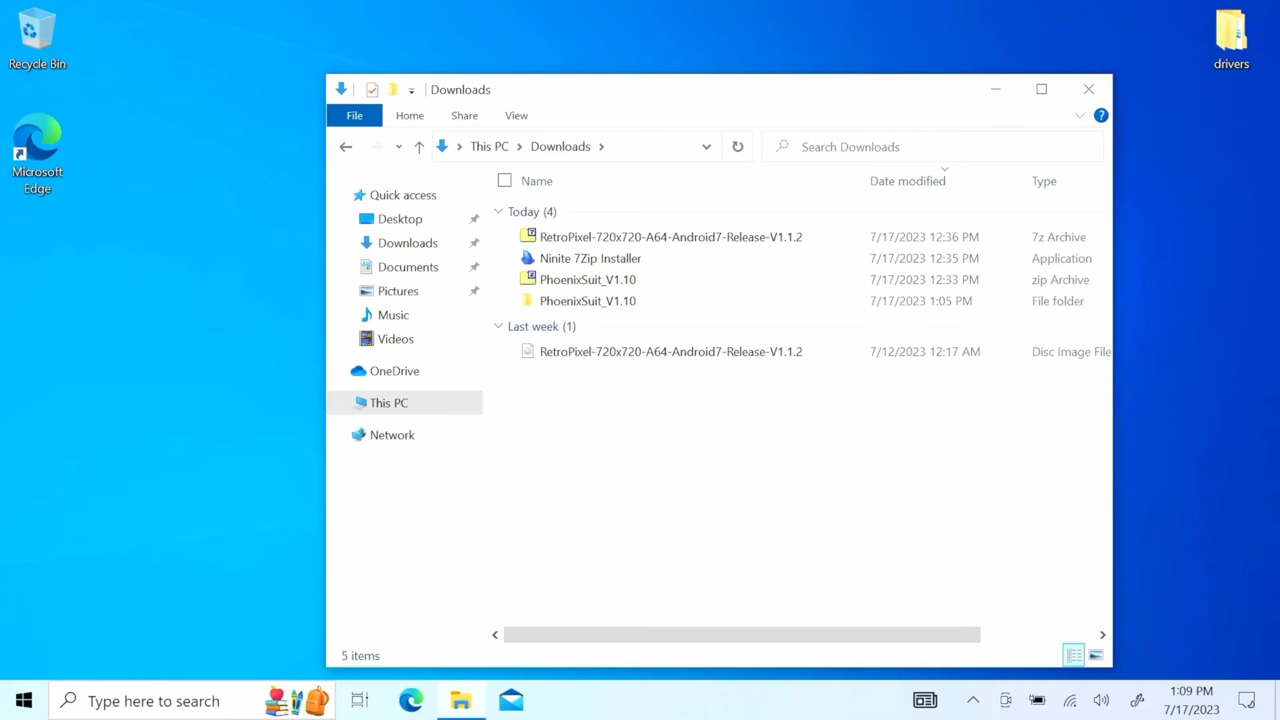 Recycle Bin
drivers
Microsoft
Edge
Downloads
File Home Share View
This PC Downloads
Search Downloads
Name Date modified Type
Quick access
Desktop
Downloads
Documents
Pictures
Music
Videos
OneDrive
This PC
Network
Today (4)
RetroPixel-720x720-A64-Android7-Release-V1.1.2 7/17/2023 12:36 PM 7z Archive
Ninite 7Zip Installer 7/17/2023 12:35 PM Application
PhoenixSuit_V1.10 7/17/2023 12:33 PM zip Archive
PhoenixSuit_V1.10 7/17/2023 1:05 PM File folder
Last week (1)
RetroPixel-720x720-A64-Android7-Release-V1.1.2 7/12/2023 12:17 AM Disc Image File
5 items
Type here to search
1:09 PM
7/17/2023